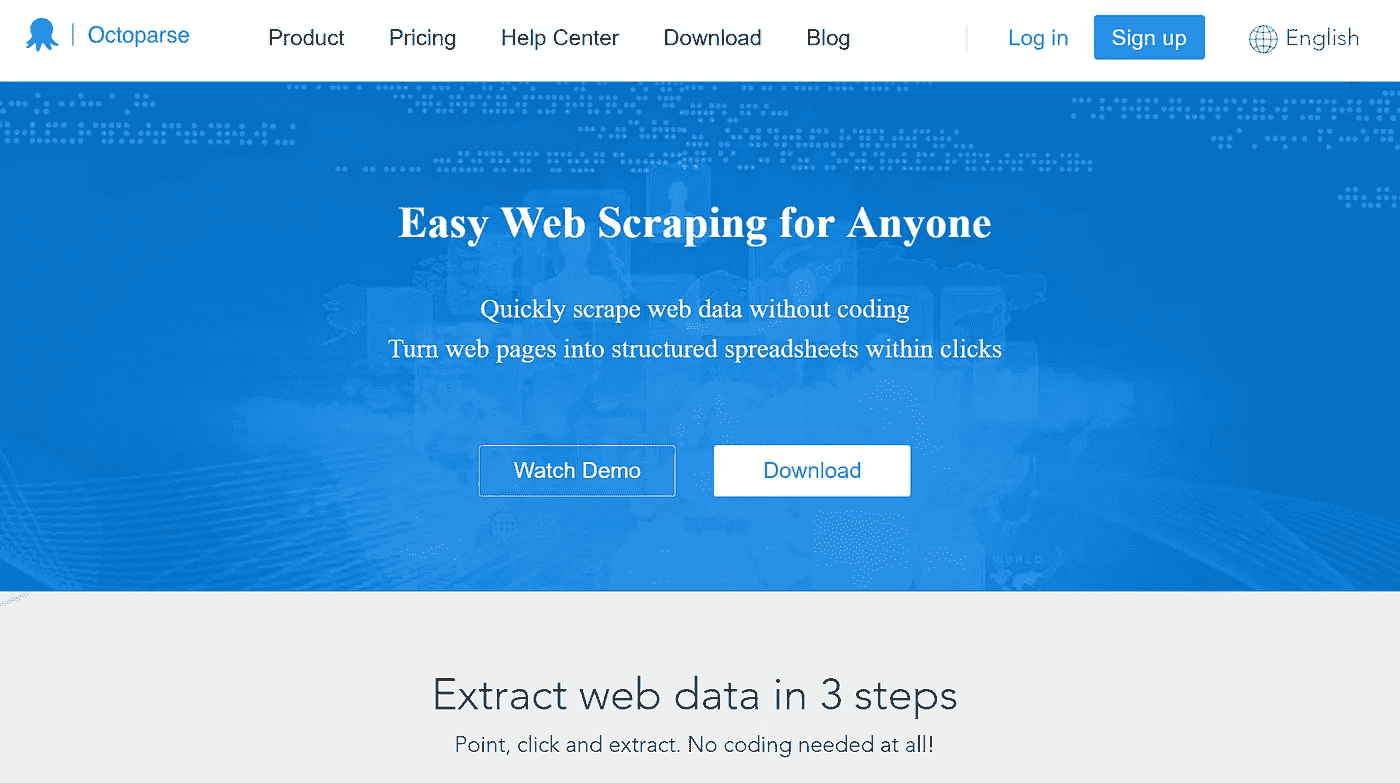 Octoparse Product Pricing Help Center Download Blog Log in Sign up English
Easy Web Scraping for Anyone
Quickly scrape web data without coding
Turn web pages into structured spreadsheets within clicks
Watch Demo Download
Extract web data in 3 steps
Point, click and extract. No coding needed at all!